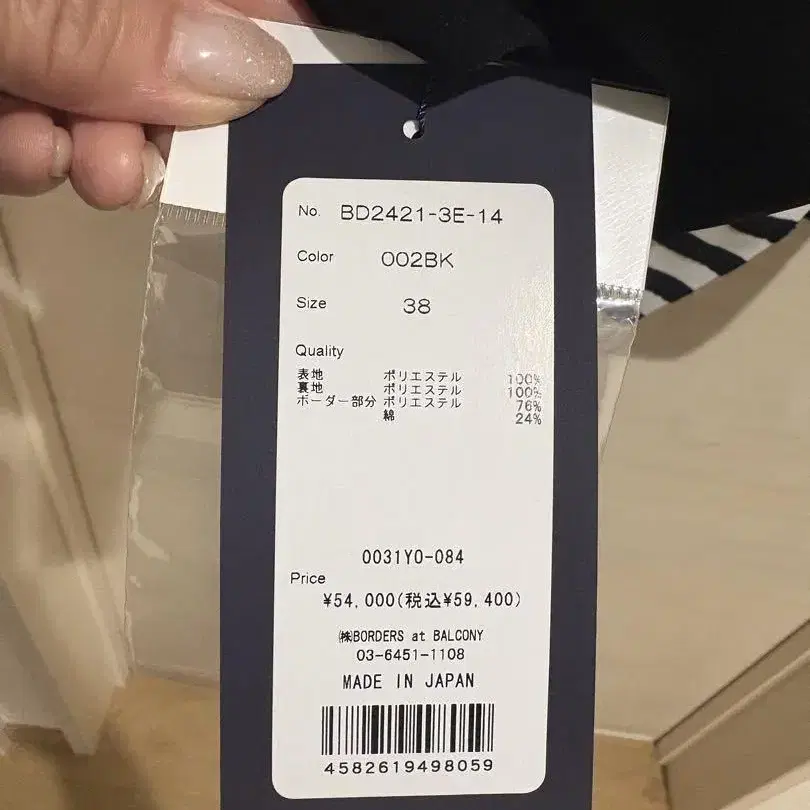 No. BD2421-3E-14
Color 002BK
Size 38
Quality
表地 ポリエステル 100%
裏地 ポリエステル 100%
ボーダー部分 ポリエステル 76%
綿 24%
0031Y0-084
Price
¥54,000(税込¥59,400)
㈱BORDERS at BALCONY
03-6451-1108
MADE IN JAPAN
4582619498059